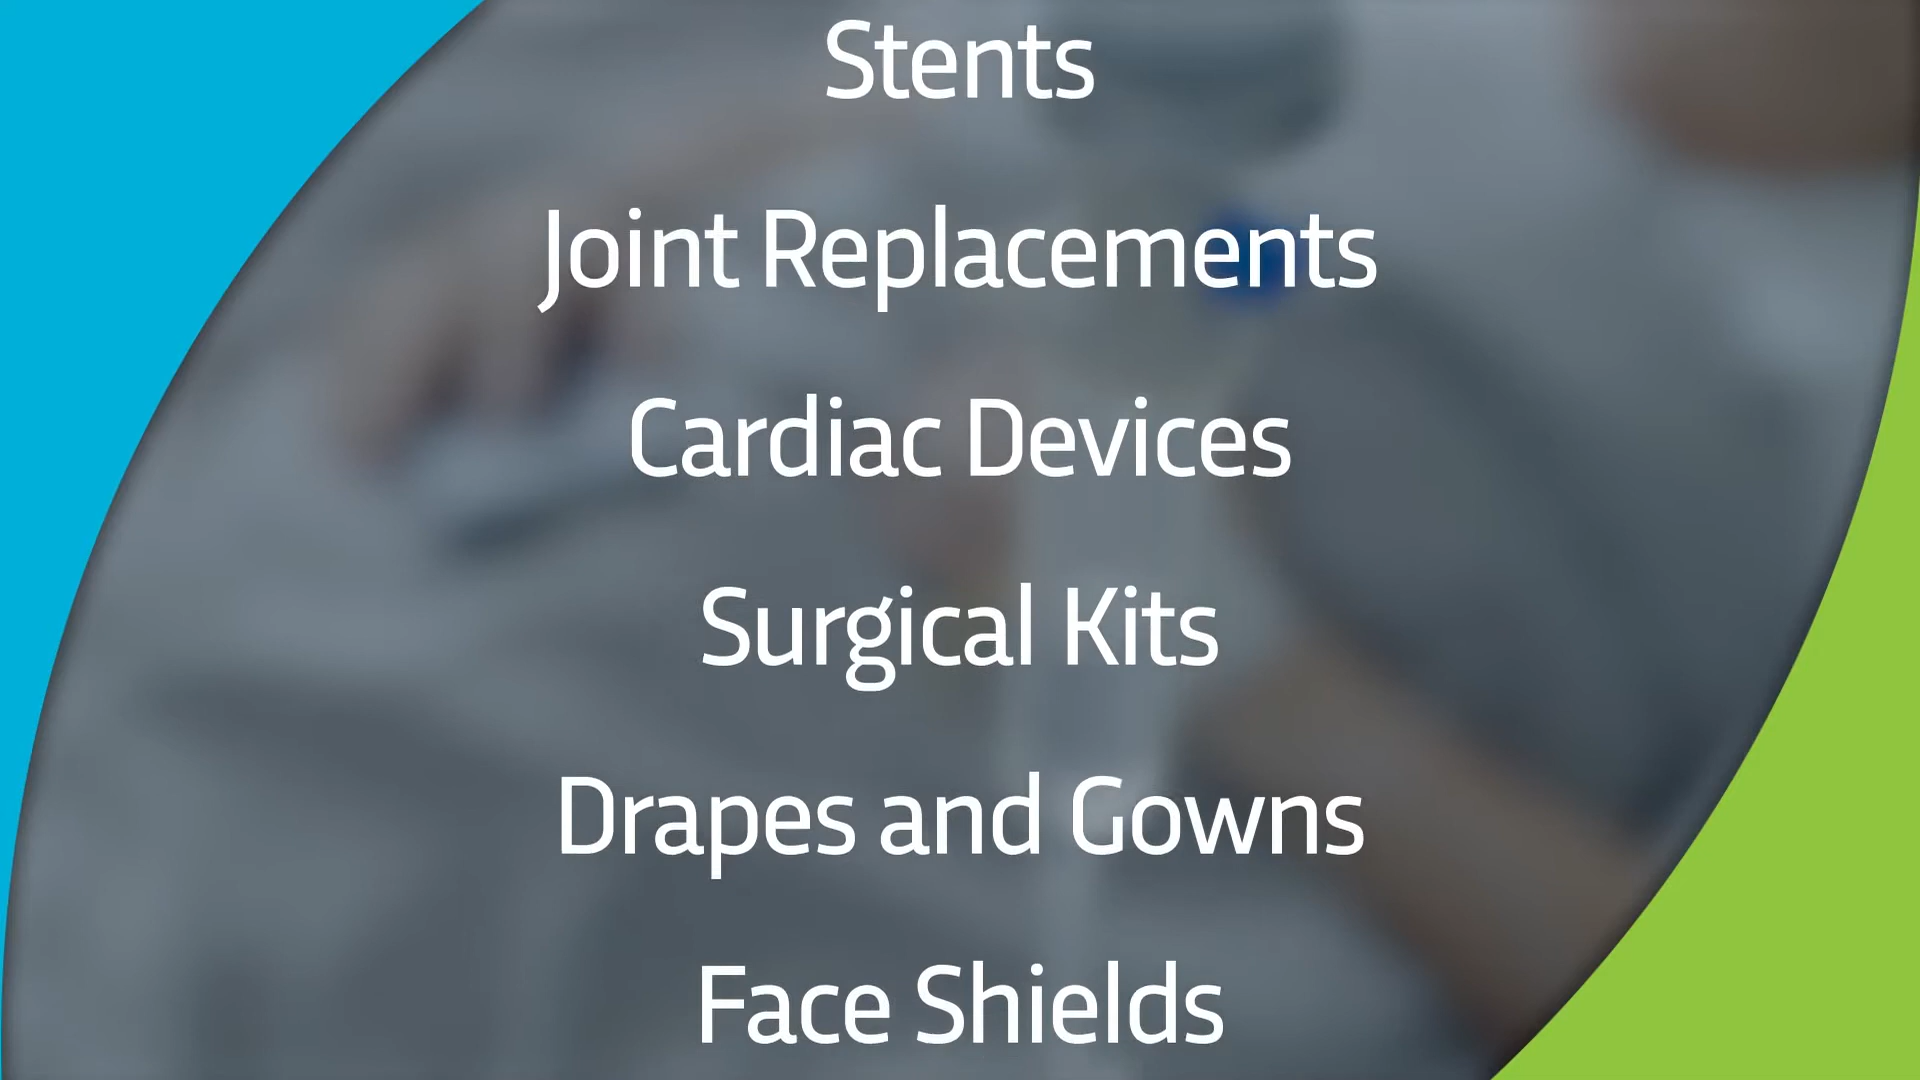 Stents
Joint Replacements
Cardiac Devices
Surgical Kits
Drapes and Gowns
Face Shields